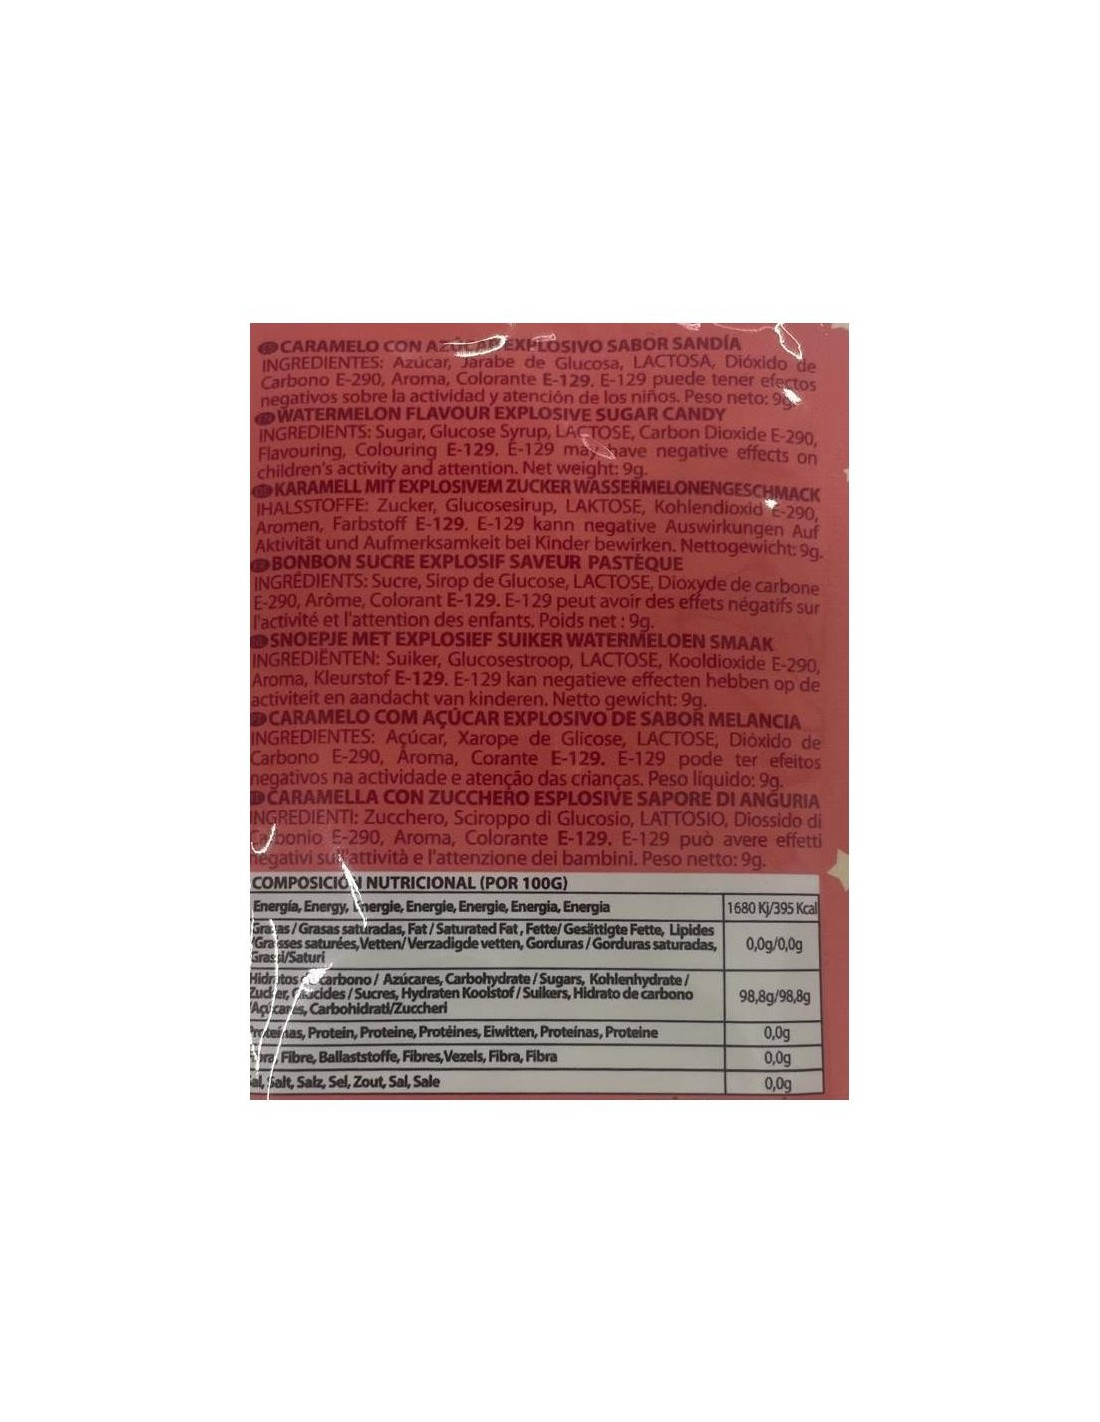 CARAMELO CON AZÚCAR EXPLOSIVO SABOR SANDÍA
INGREDIENTES: Azúcar, Jarabe de Glucosa, LACTOSA, Dióxido de
Carbono E-290, Aroma, Colorante E-129. E-129 puede tener efectos
negativos sobre la actividad y atención de los niños. Peso neto: 9g.
WATERMELON FLAVOUR EXPLOSIVE SUGAR CANDY
INGREDIENTS: Sugar, Glucose Syrup, LACTOSE, Carbon Dioxide E-290,
Flavouring, Colouring E-129. E-129 may have negative effects on
children's activity and attention. Net weight: 9g.
KARAMELL MIT EXPLOSIVEM ZUCKER WASSERMELONENGESCHMACK
IHALSSTOFFE: Zucker, Glucosesirup, LAKTOSE, Kohlendioxid E-290,
Aromen, Farbstoff E-129. E-129 kann negative Auswirkungen Auf
Aktivität und Aufmerksamkeit bei Kinder bewirken. Nettogewicht: 9g.
BONBON SUCRE EXPLOSIF SAVEUR PASTÈQUE
INGRÉDIENTS: Sucre, Sirop de Glucose, LACTOSE, Dioxyde de carbone
E-290, Arôme, Colorant E-129. E-129 peut avoir des effets négatifs sur
l'activité et l'attention des enfants. Poids net : 9g.
SNOEPJE MET EXPLOSIEF SUIKER WATERMELOEN SMAAK
INGREDIËNTEN: Suiker, Glucosestroop, LACTOSE, Kooldioxide E-290,
Aroma, Kleurstof E-129. E-129 kan negatieve effecten hebben op de
activiteit en aandacht van kinderen. Netto gewicht: 9g.
CARAMELO COM AÇÚCAR EXPLOSIVO DE SABOR MELANCIA
INGREDIENTES: Açúcar, Xarope de Glicose, LACTOSE, Dióxido de
Carbono E-290, Aroma, Corante E-129. E-129 pode ter efeitos
negativos na actividade e atenção das crianças. Peso líquido: 9g.
CARAMELLA CON ZUCCHERO ESPLOSIVE SAPORE DI ANGURIA
INGREDIENTI: Zucchero, Sciroppo di Glucosio, LATTOSIO, Diossido di
Carbonio E-290, Aroma, Colorante E-129. E-129 può avere effetti
negativi sull'attività e l'attenzione dei bambini. Peso netto: 9g.
COMPOSICIÓN NUTRICIONAL (POR 100G)
Energía, Energy, Energie, Energie, Energie, Energia, Energia 1680 Kj/395 Kcal
Grasas / Grasas saturadas, Fat / Saturated Fat, Fette/ Gesättigte Fette, Lipides
/Graisses saturées, Vetten/ Verzadigde vetten, Gorduras / Gorduras saturadas, 0,0g/0,0g
Grassi/Saturi
Hidratos de carbono / Azúcares, Carbohydrate / Sugars, Kohlenhydrate /
Zucker, Glucides / Sucres, Hydraten Koolstof / Suikers, Hidrato de carbono 98,8g/98,8g
/Açúcares, Carbohidrati/Zuccheri
Proteínas, Protein, Proteine, Protéines, Eiwitten, Proteínas, Proteine 0,0g
Fibra, Fibre, Ballaststoffe, Fibres, Vezels, Fibra, Fibra 0,0g
Sal, Salt, Salz, Sel, Zout, Sal, Sale 0,0g